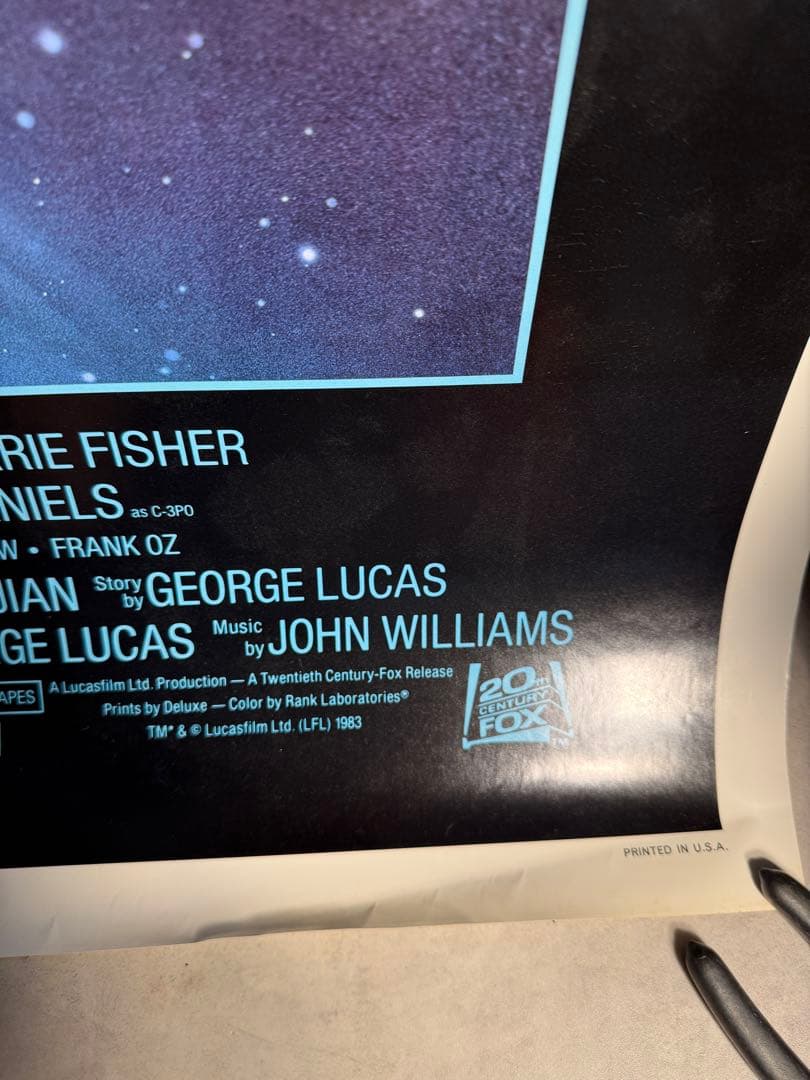 RIE FISHER
NIELS as C-3PO
W • FRANK OZ
JIAN Story by GEORGE LUCAS
GE LUCAS Music by JOHN WILLIAMS
APES A Lucasfilm Ltd. Production — A Twentieth Century-Fox Release
Prints by Deluxe — Color by Rank Laboratories®
TM* & © Lucasfilm Ltd. (LFL) 1983
20TH
CENTURY
FOX
TM
PRINTED IN U.S.A.